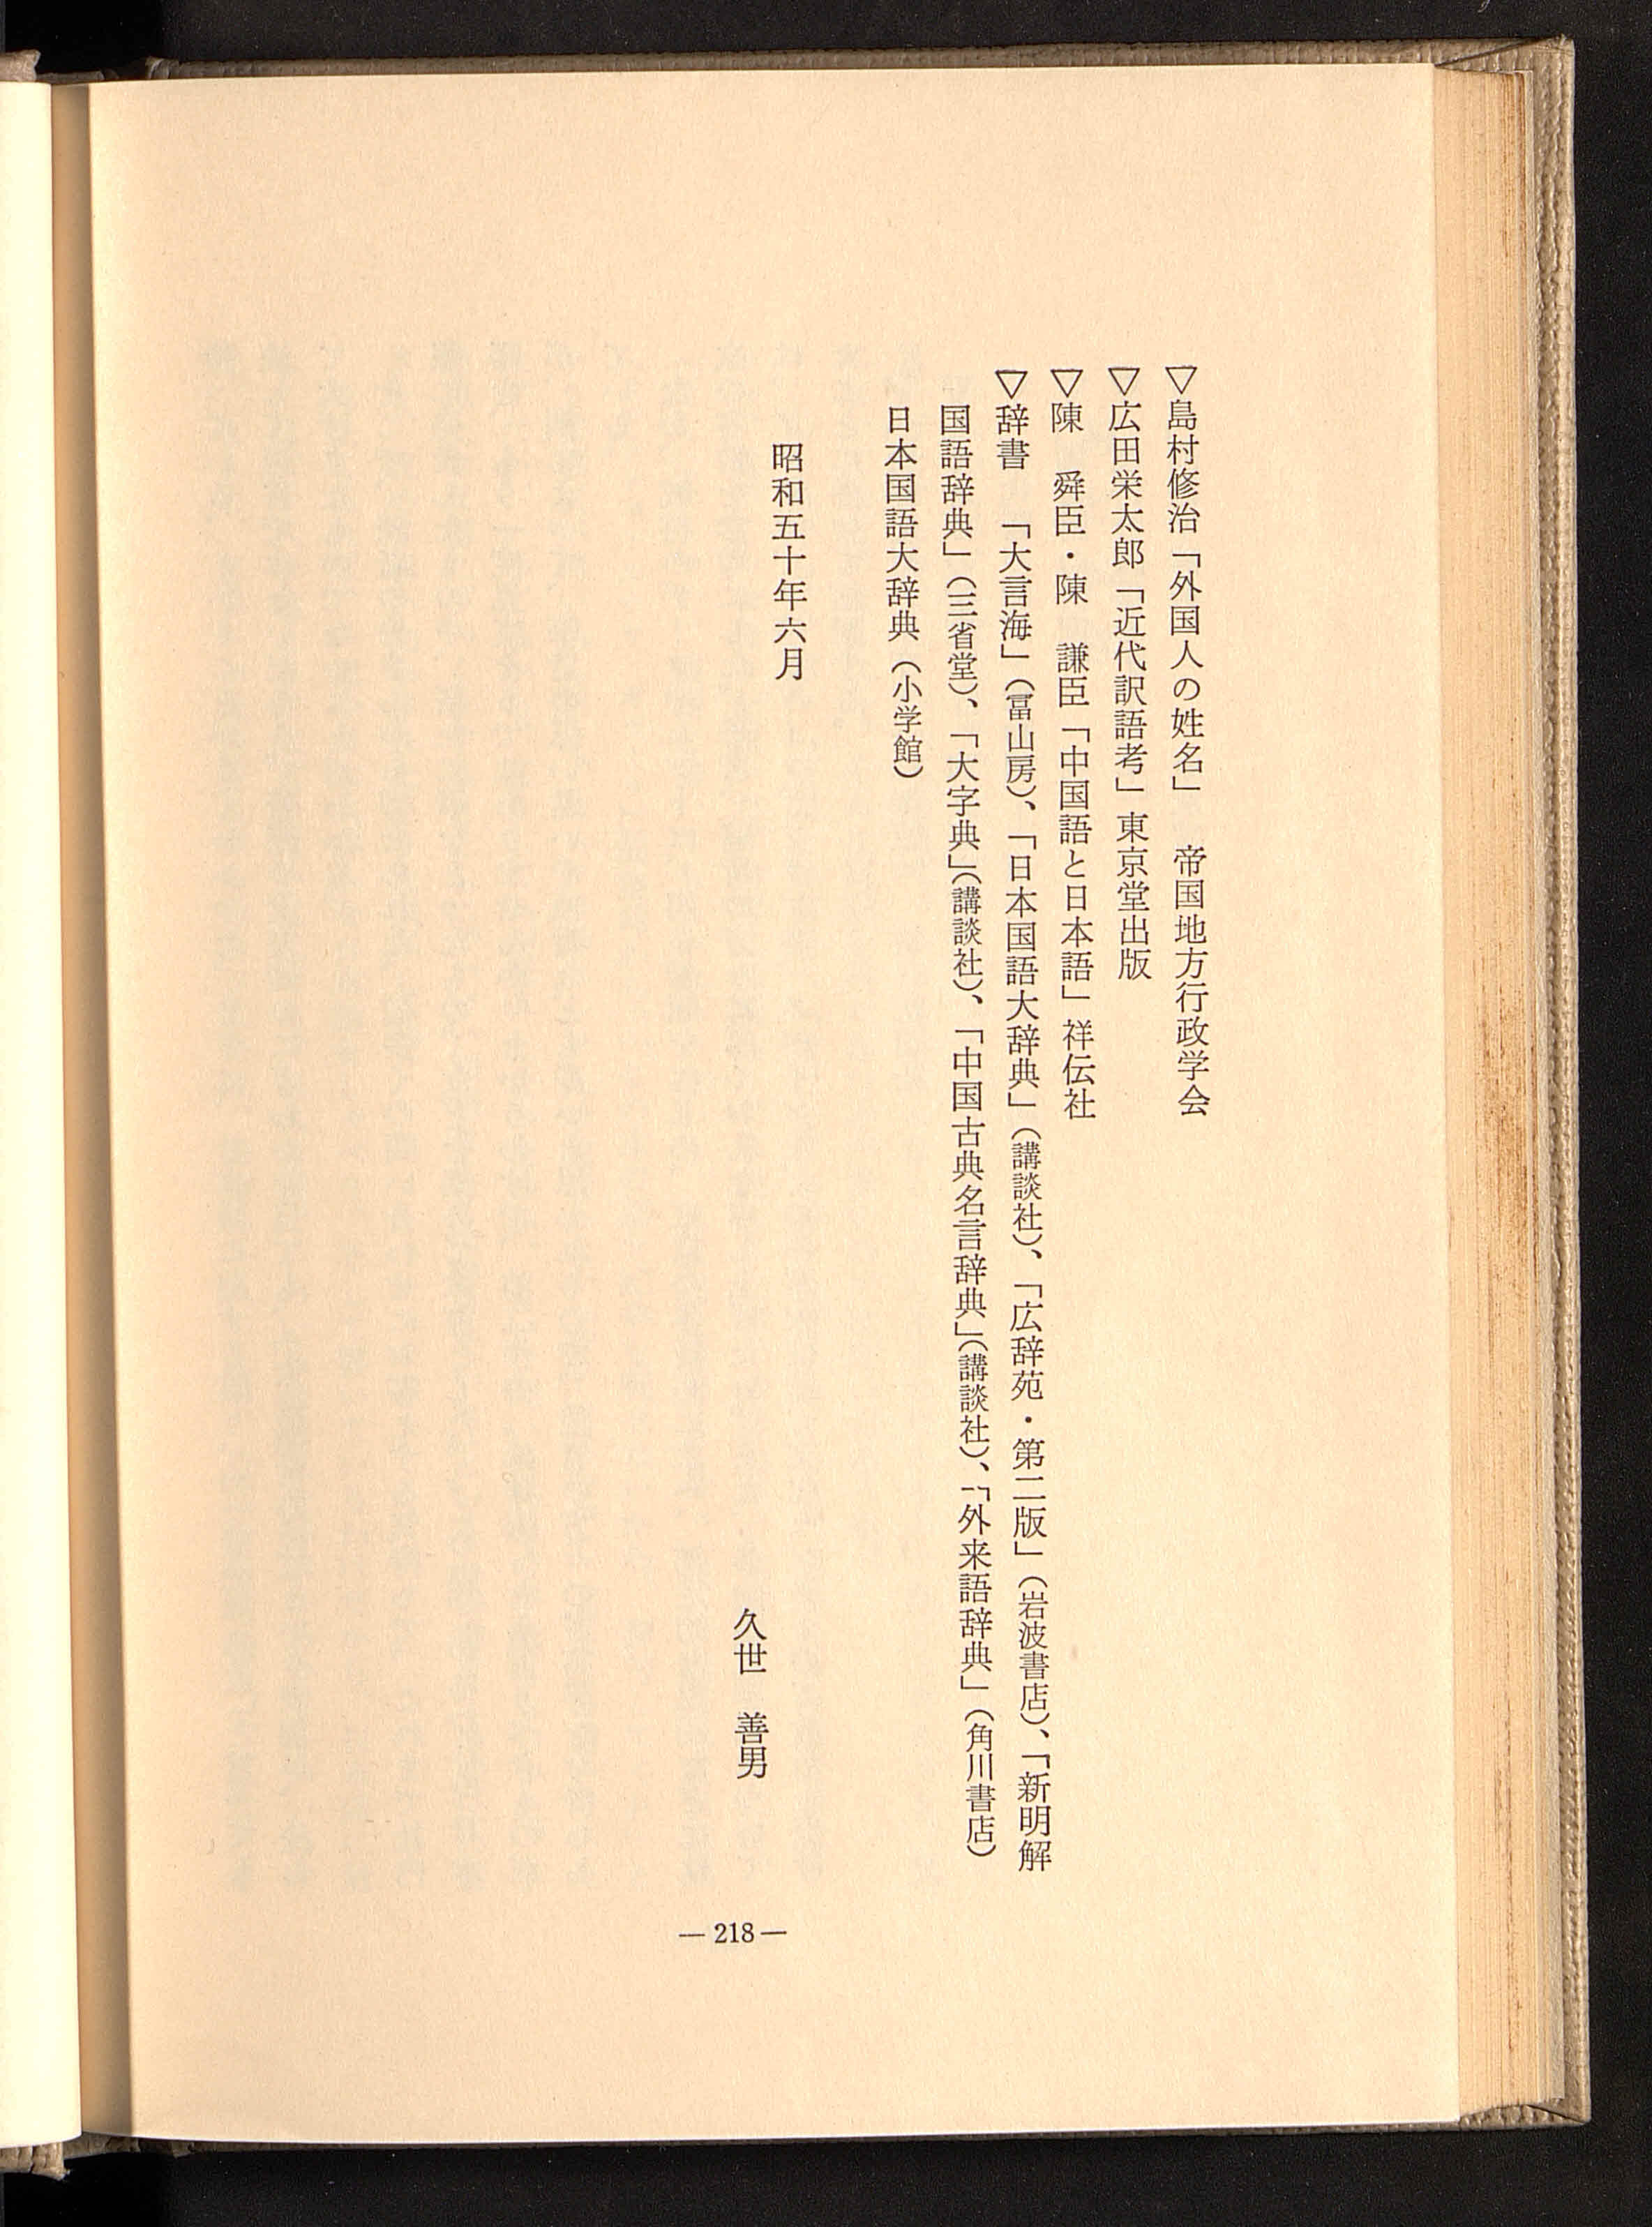 ▽島村修治「外国人の姓名」　帝国地方行政学会
▽広田栄太郎「近代訳語考」東京堂出版
▽陳　舜臣・陳　謙臣「中国語と日本語」祥伝社
▽辞書　「大言海」（冨山房）、「日本国語大辞典」（講談社）、「広辞苑・第二版」（岩波書店）、「新明解
国語辞典」（三省堂）、「大字典」（講談社）、「中国古典名言辞典」（講談社）、「外来語辞典」（角川書店）
日本国語大辞典（小学館）
昭和五十年六月
久世　善男
— 218 —